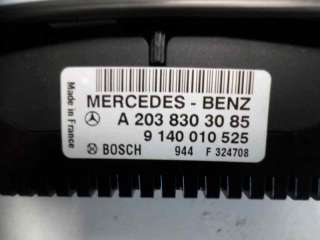 Made in France
MERCEDES - BENZ
A 203 830 30 85
9 140 010 525
BOSCH 944 F 324708